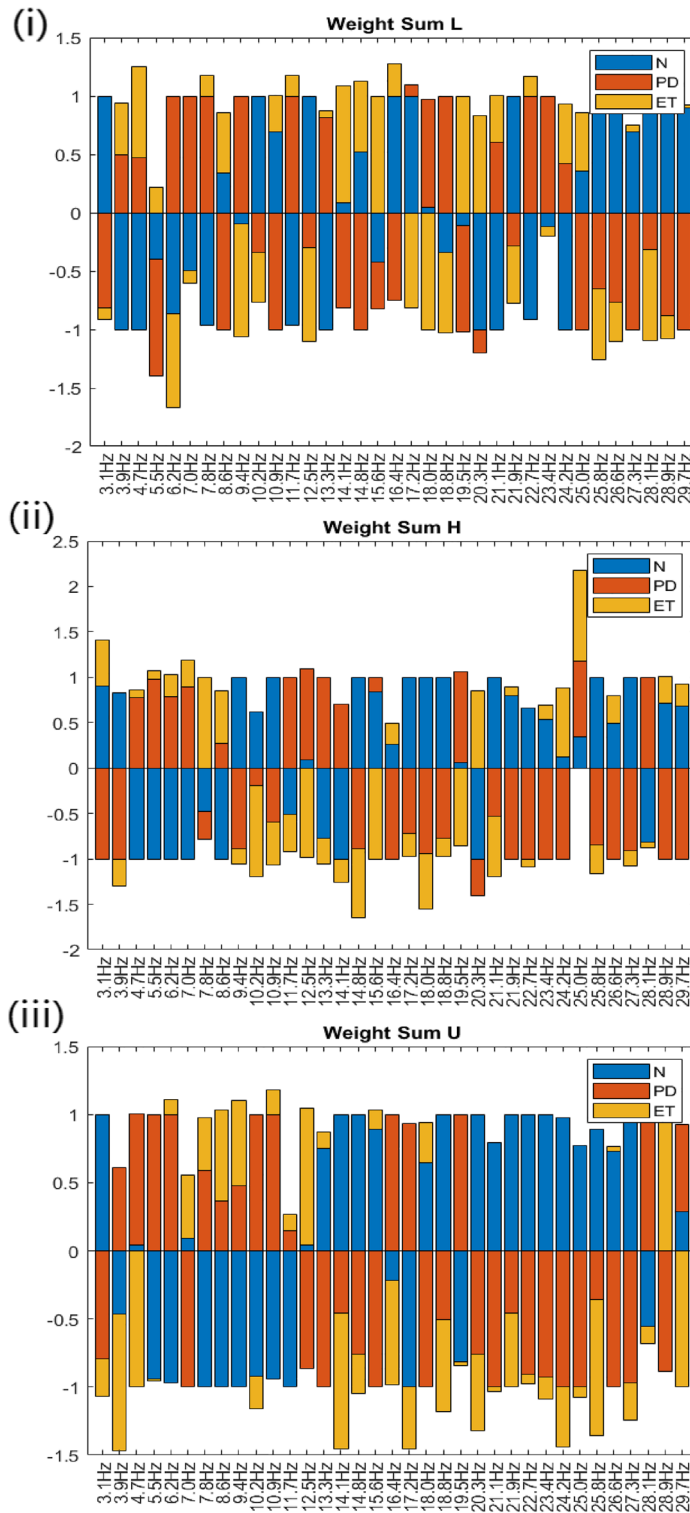 (i)
Weight Sum L
N
PD
ET
1.5
1
0.5
0
-0.5
-1
-1.5
-2
3.1Hz 3.9Hz 4.7Hz 5.5Hz 6.2Hz 7.0Hz 7.8Hz 8.6Hz 9.4Hz 10.2Hz 10.9Hz 11.7Hz 12.5Hz 13.3Hz 14.1Hz 14.8Hz 15.6Hz 16.4Hz 17.2Hz 18.0Hz 18.8Hz 19.5Hz 20.3Hz 21.1Hz 21.9Hz 22.7Hz 23.4Hz 24.2Hz 25.0Hz 25.8Hz 26.6Hz 27.3Hz 28.1Hz 28.9Hz 29.7Hz
(ii)
Weight Sum H
N
PD
ET
2.5
2
1.5
1
0.5
0
-0.5
-1
-1.5
-2
3.1Hz 3.9Hz 4.7Hz 5.5Hz 6.2Hz 7.0Hz 7.8Hz 8.6Hz 9.4Hz 10.2Hz 10.9Hz 11.7Hz 12.5Hz 13.3Hz 14.1Hz 14.8Hz 15.6Hz 16.4Hz 17.2Hz 18.0Hz 18.8Hz 19.5Hz 20.3Hz 21.1Hz 21.9Hz 22.7Hz 23.4Hz 24.2Hz 25.0Hz 25.8Hz 26.6Hz 27.3Hz 28.1Hz 28.9Hz 29.7Hz
(iii)
Weight Sum U
N
PD
ET
1.5
1
0.5
0
-0.5
-1
-1.5
3.1Hz 3.9Hz 4.7Hz 5.5Hz 6.2Hz 7.0Hz 7.8Hz 8.6Hz 9.4Hz 10.2Hz 10.9Hz 11.7Hz 12.5Hz 13.3Hz 14.1Hz 14.8Hz 15.6Hz 16.4Hz 17.2Hz 18.0Hz 18.8Hz 19.5Hz 20.3Hz 21.1Hz 21.9Hz 22.7Hz 23.4Hz 24.2Hz 25.0Hz 25.8Hz 26.6Hz 27.3Hz 28.1Hz 28.9Hz 29.7Hz